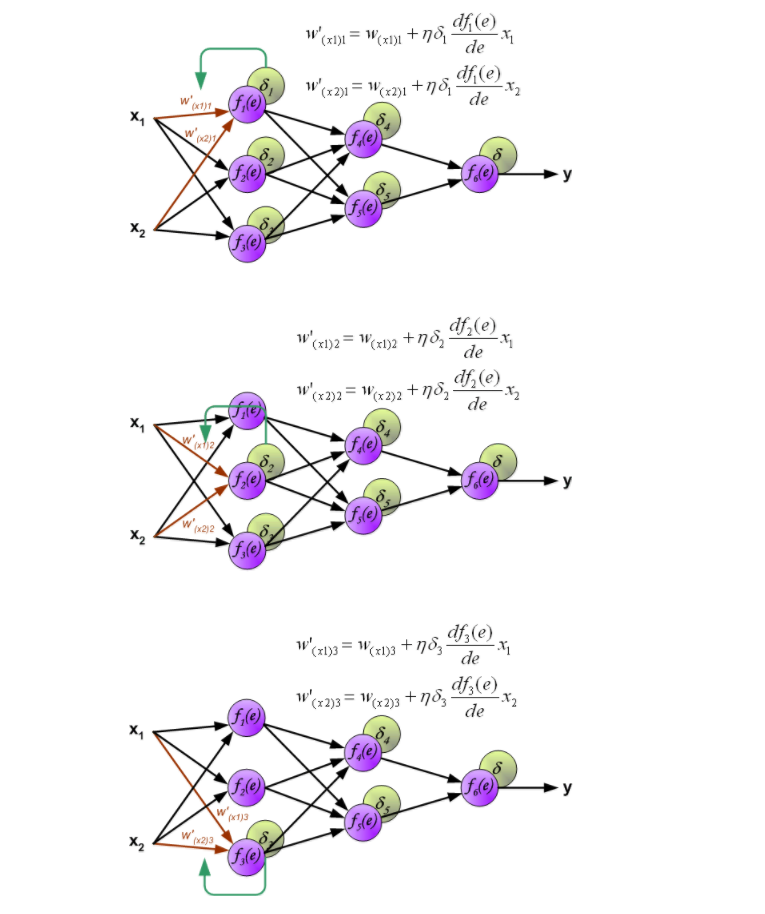 w'(x1)1 = w(x1)1 + ηδ1 df1(e)/de x1
w'(x2)1 = w(x2)1 + ηδ1 df1(e)/de x2
δ1
w'(x1)1
f1(e)
x1
w'(x2)1
δ4
f4(e)
δ2
f2(e)
δ
f6(e)
y
δ5
f5(e)
x2
δ3
f3(e)
w'(x1)2 = w(x1)2 + ηδ2 df2(e)/de x1
w'(x2)2 = w(x2)2 + ηδ2 df2(e)/de x2
f1(e)
x1
w'(x1)2
δ4
f4(e)
δ2
f2(e)
δ
f6(e)
y
δ5
f5(e)
w'(x2)2
x2
δ3
f3(e)
w'(x1)3 = w(x1)3 + ηδ3 df3(e)/de x1
w'(x2)3 = w(x2)3 + ηδ3 df3(e)/de x2
f1(e)
x1
δ4
f4(e)
f2(e)
δ
f6(e)
y
w'(x1)3
δ5
f5(e)
w'(x2)3
x2
δ3
f3(e)